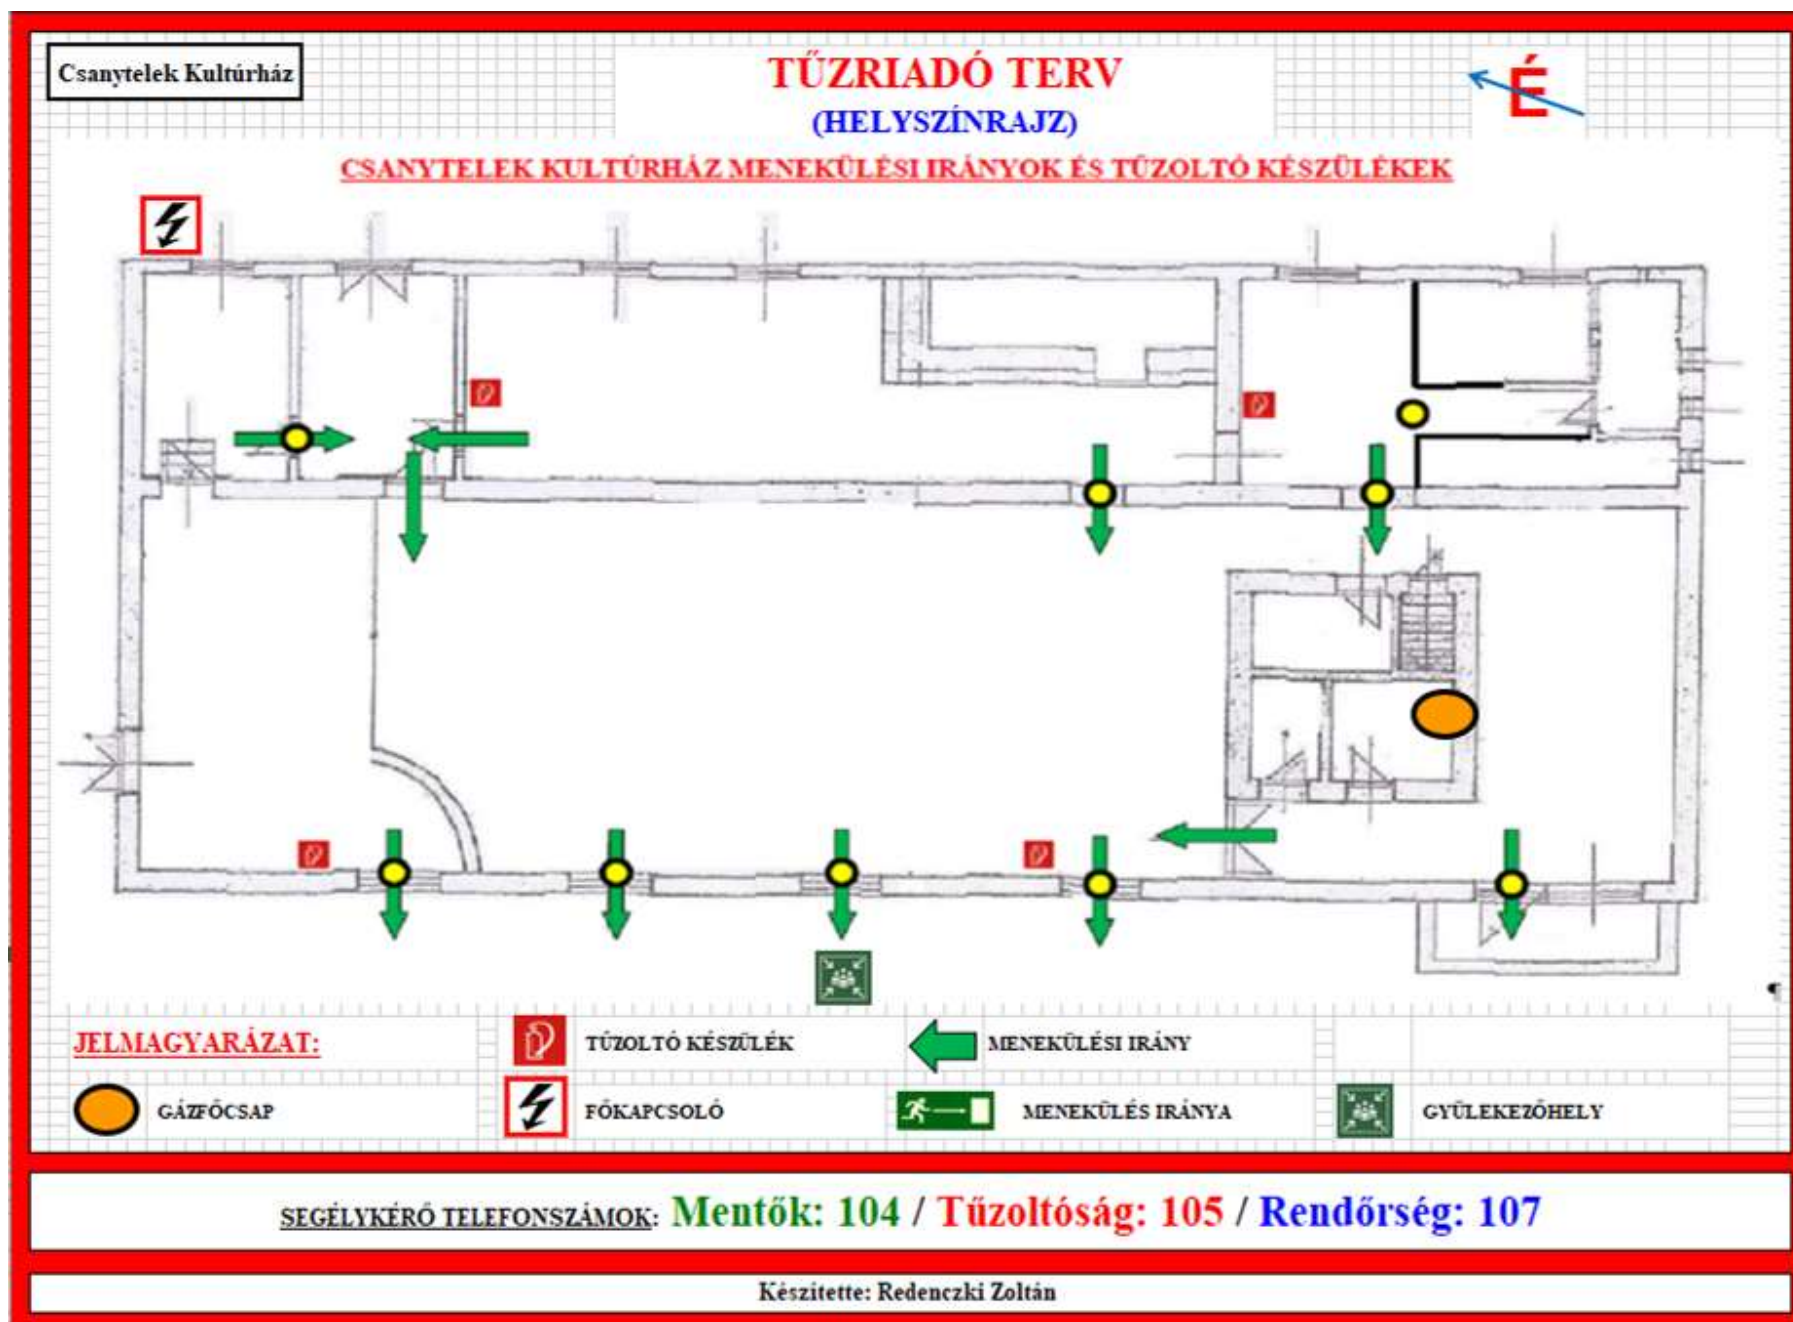 Csanytelek Kultúrház
TŰZRIADÓ TERV
(HELYSZÍNRAJZ)
É
CSANYTELEK KULTÚRHÁZ MENEKÜLÉSI IRÁNYOK ÉS TŰZOLTÓ KÉSZÜLÉKEK
JELMAGYARÁZAT:
TŰZOLTÓ KÉSZÜLÉK
MENEKÜLÉSI IRÁNY
GÁZFŐCSAP
FŐKAPCSOLÓ
MENEKÜLÉS IRÁNYA
GYÜLEKEZŐHELY
SEGÉLYKÉRŐ TELEFONSZÁMOK: Mentők: 104 / Tűzoltóság: 105 / Rendőrség: 107
Készítette: Redenczki Zoltán